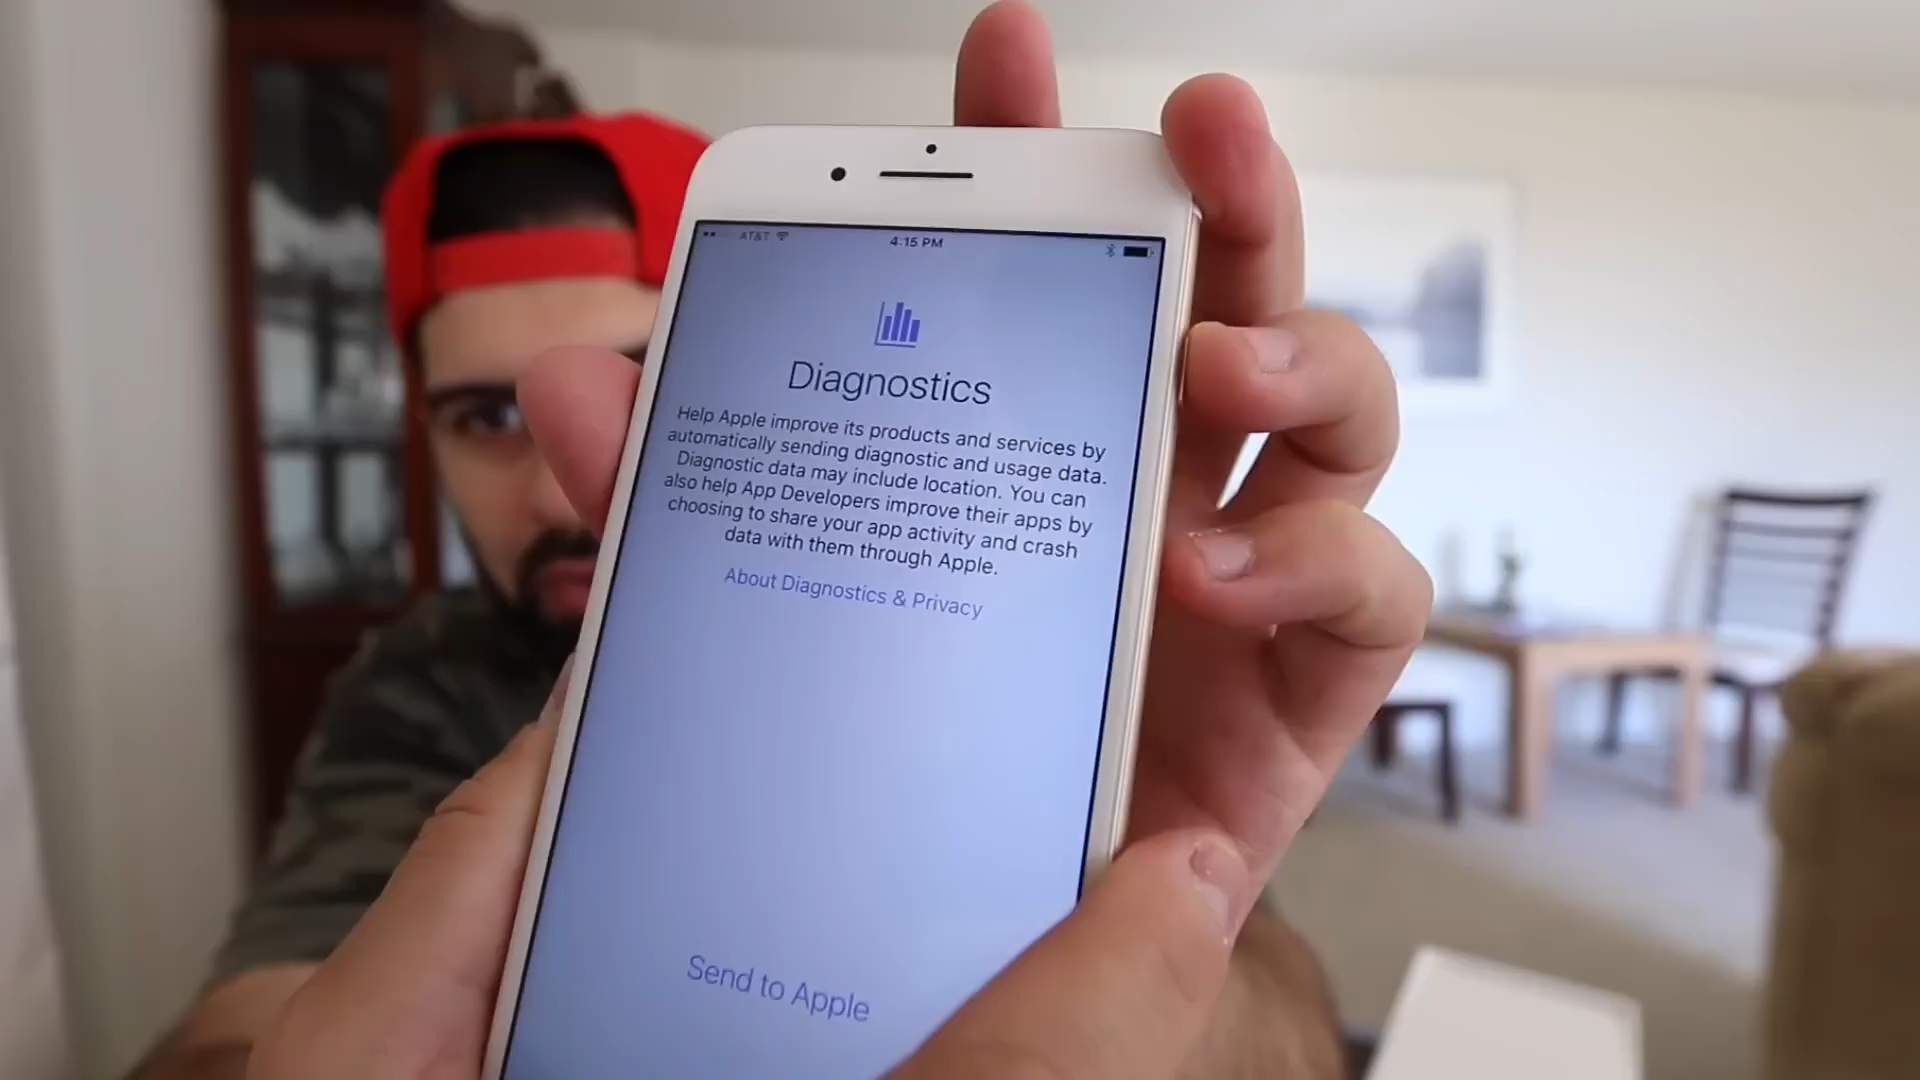 AT&T 4:15 PM
Diagnostics
Help Apple improve its products and services by
automatically sending diagnostic and usage data.
Diagnostic data may include location. You can
also help App Developers improve their apps by
choosing to share your app activity and crash
data with them through Apple.
About Diagnostics & Privacy
Send to Apple